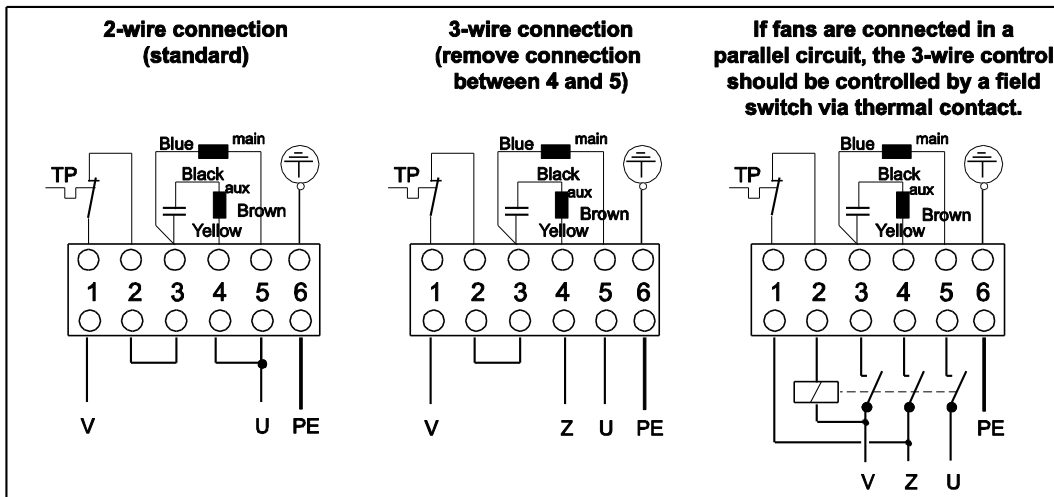 2-wire connection
(standard)
TP
Blue
main
Black
aux
Brown
Yellow
1 2 3 4 5 6
V U PE
3-wire connection
(remove connection
between 4 and 5)
TP
Blue
main
Black
aux
Brown
Yellow
1 2 3 4 5 6
V Z U PE
If fans are connected in a
parallel circuit, the 3-wire control
should be controlled by a field
switch via thermal contact.
TP
Blue
main
Black
aux
Brown
Yellow
1 2 3 4 5 6
PE
V Z U